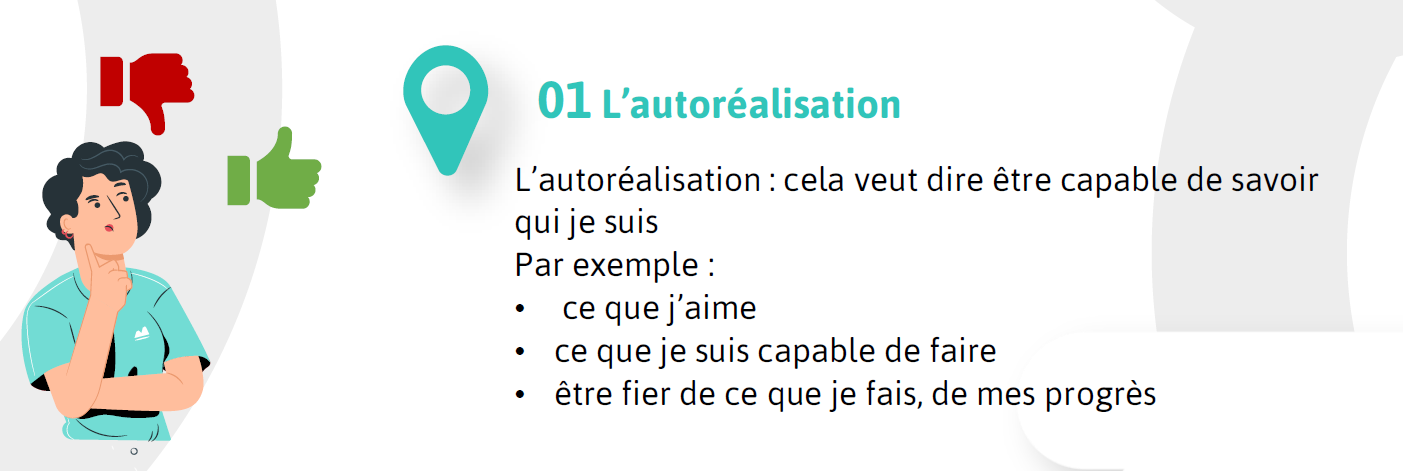 01 L’autoréalisation
L’autoréalisation : cela veut dire être capable de savoir
qui je suis
Par exemple :
• ce que j’aime
• ce que je suis capable de faire
• être fier de ce que je fais, de mes progrès